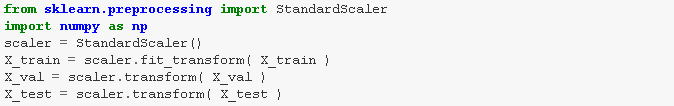 from sklearn.preprocessing import StandardScaler
import numpy as np
scaler = StandardScaler()
X_train = scaler.fit_transform( X_train )
X_val = scaler.transform( X_val )
X_test = scaler.transform( X_test )